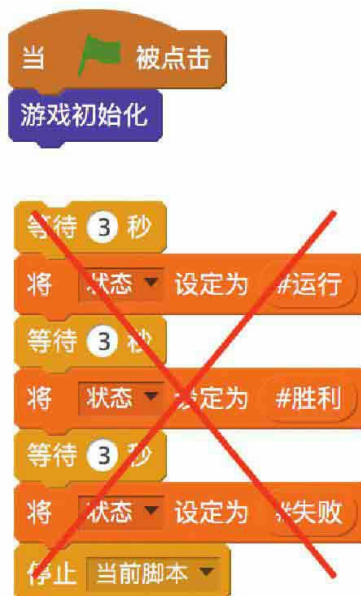 当 被点击
游戏初始化
等待 3 秒
将 状态 设定为 #运行
等待 3 秒
将 状态 设定为 #胜利
等待 3 秒
将 状态 设定为 #失败
停止 当前脚本